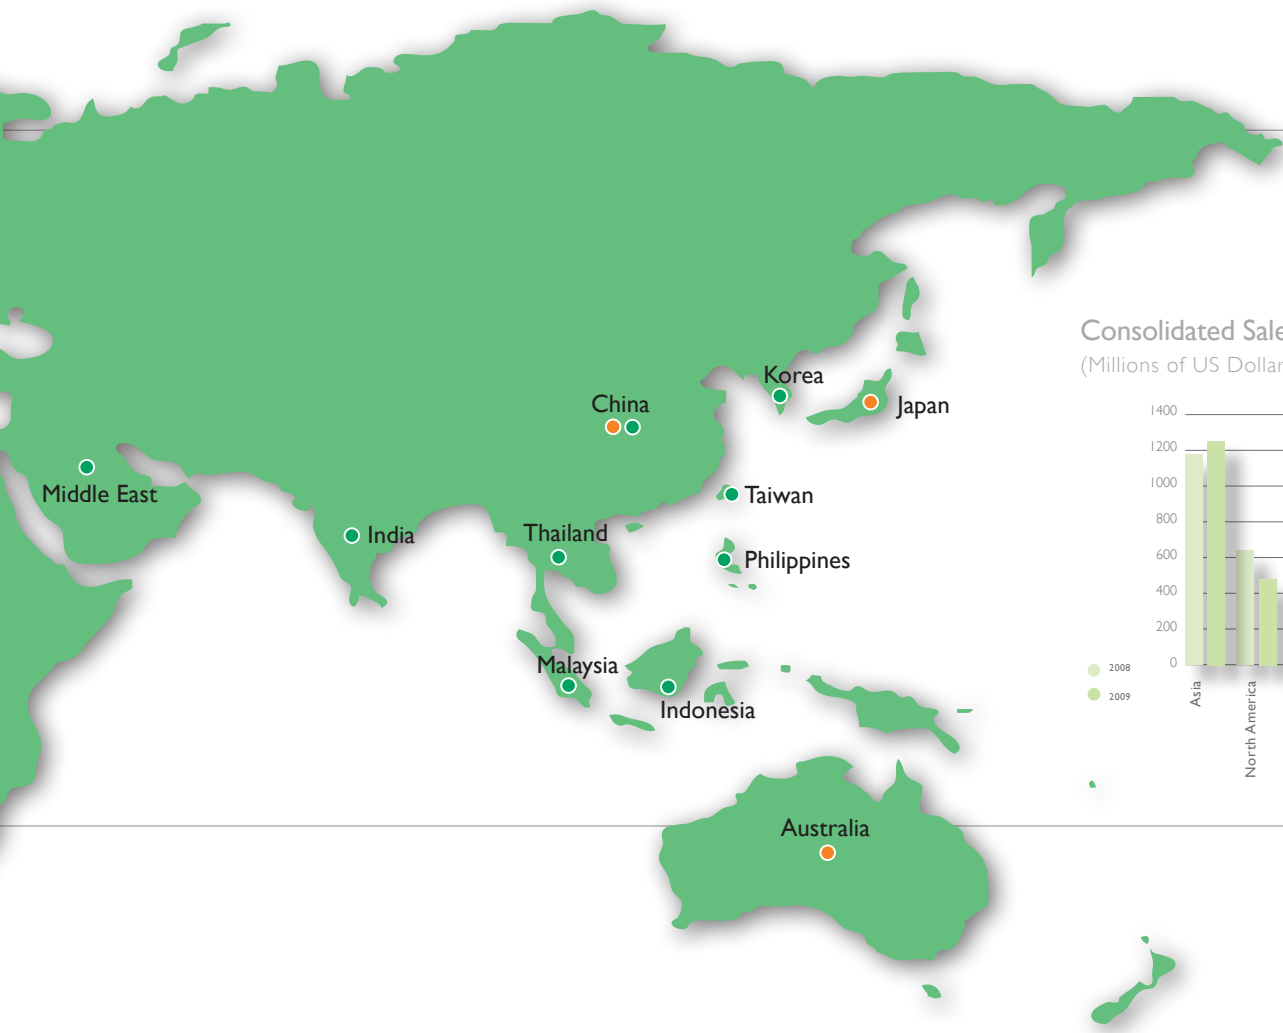 Consolidated Sale
(Millions of US Dollar
Korea
China
Japan
1400
1200
1000
800
600
400
200
0
Middle East
Taiwan
India
Thailand
Philippines
Malaysia
Indonesia
2008
2009
Asia
North America
Australia